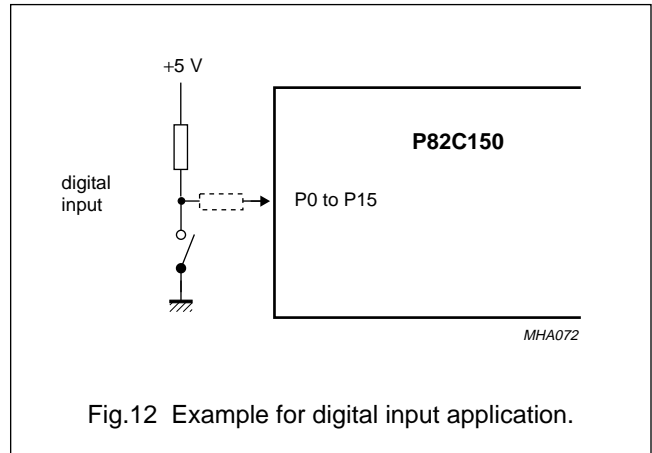 +5 V
P82C150
digital
input
P0 to P15
MHA072
Fig.12 Example for digital input application.